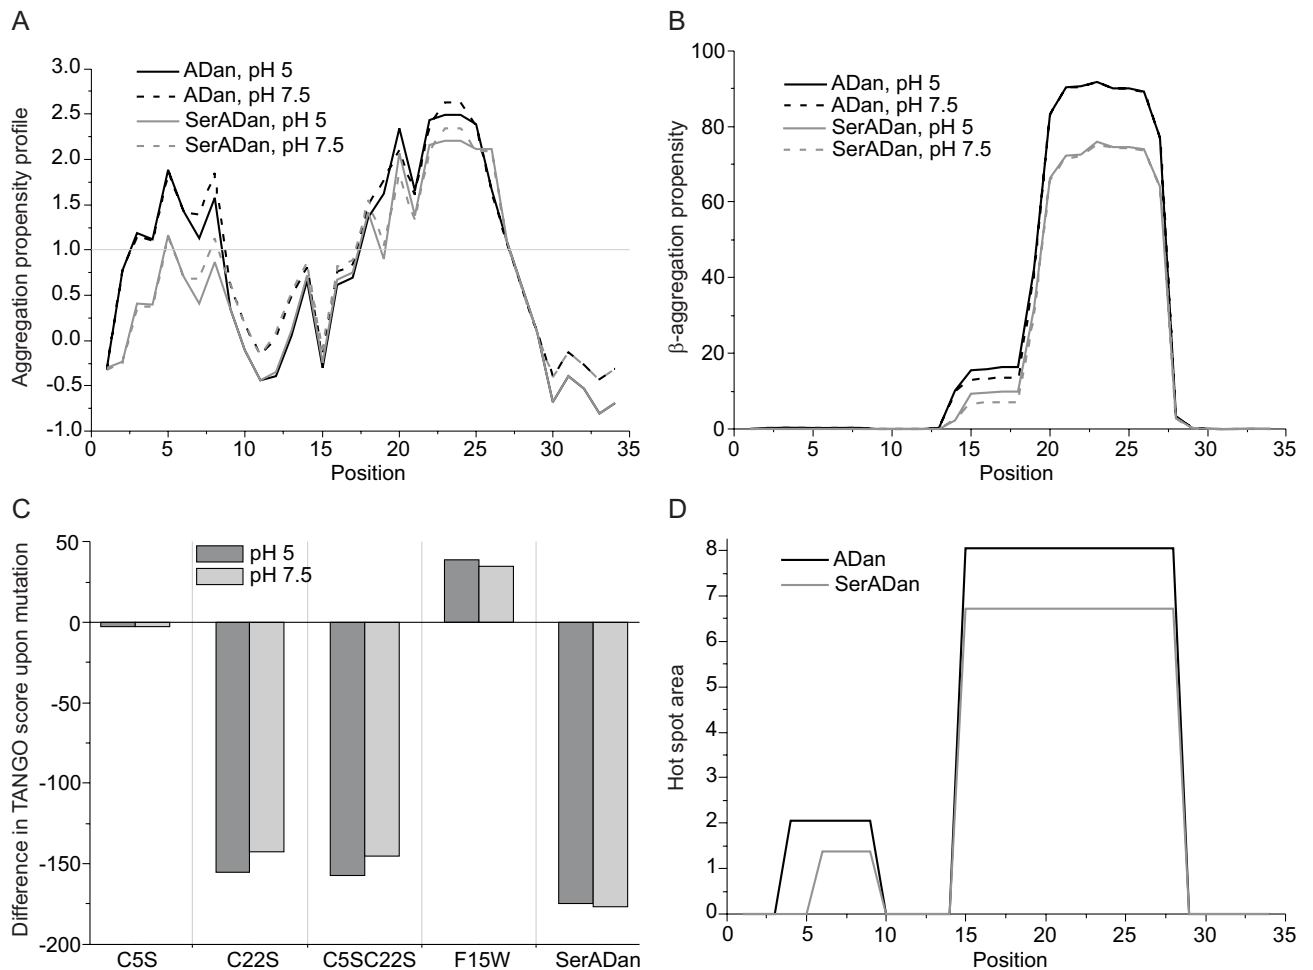 A
Aggregation propensity profile
3.0
2.5
2.0
1.5
1.0
0.5
0.0
-0.5
-1.0
ADan, pH 5
ADan, pH 7.5
SerADan, pH 5
SerADan, pH 7.5
0 5 10 15 20 25 30 35
Position
B
β-aggregation propensity
100
80
60
40
20
0
ADan, pH 5
ADan, pH 7.5
SerADan, pH 5
SerADan, pH 7.5
0 5 10 15 20 25 30 35
Position
C
Difference in TANGO score upon mutation
50
0
-50
-100
-150
-200
pH 5
pH 7.5
C5S C22S C5SC22S F15W SerADan
D
Hot spot area
8
7
6
5
4
3
2
1
0
ADan
SerADan
0 5 10 15 20 25 30 35
Position